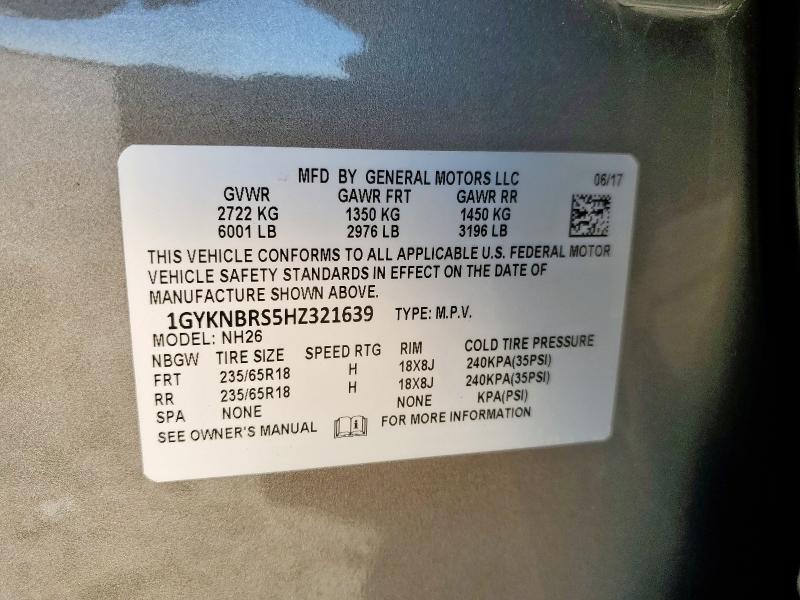 MFD BY GENERAL MOTORS LLC 06/17
GVWR GAWR FRT GAWR RR
2722 KG 1350 KG 1450 KG
6001 LB 2976 LB 3196 LB
THIS VEHICLE CONFORMS TO ALL APPLICABLE U.S. FEDERAL MOTOR
VEHICLE SAFETY STANDARDS IN EFFECT ON THE DATE OF
MANUFACTURE SHOWN ABOVE.
1GYKNBRS5HZ321639 TYPE: M.P.V.
MODEL: NH26
NBGW TIRE SIZE SPEED RTG RIM COLD TIRE PRESSURE
FRT 235/65R18 H 18X8J 240KPA(35PSI)
RR 235/65R18 H 18X8J 240KPA(35PSI)
SPA NONE NONE KPA(PSI)
SEE OWNER'S MANUAL FOR MORE INFORMATION